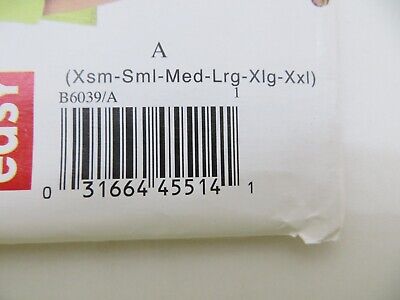 A
(Xsm-Sml-Med-Lrg-Xlg-Xxl)
B6039/A 1
easy
0 31664 45514 1